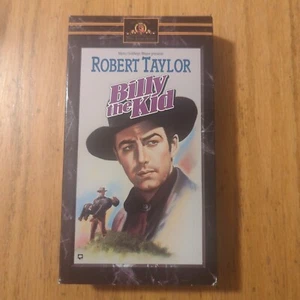 ROBERT TAYLOR
Billy
the Kid